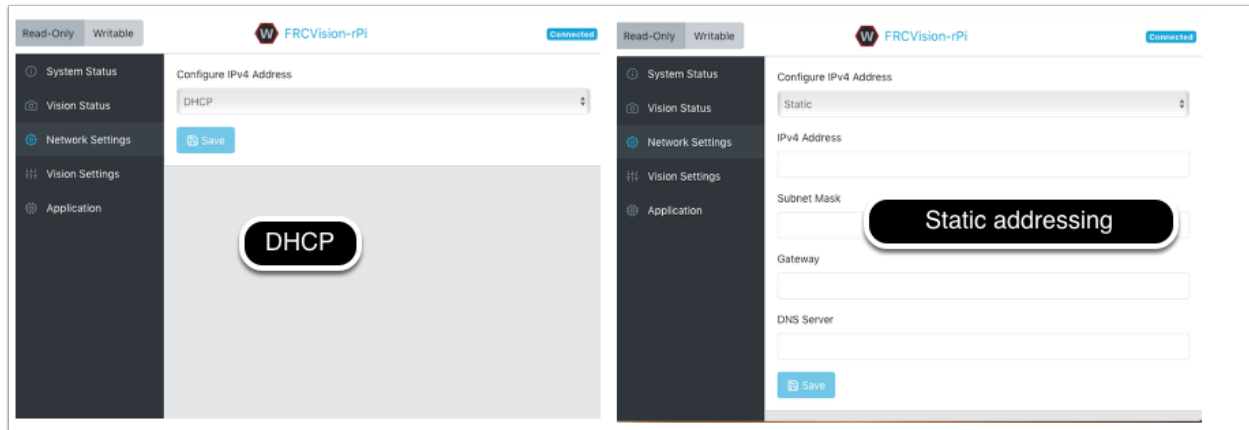 Read-Only Writable
W FRCVision-rPi
Connected
System Status
Vision Status
Network Settings
Vision Settings
Application
Configure IPv4 Address
DHCP
Save
DHCP
Read-Only Writable
W FRCVision-rPi
Connected
System Status
Vision Status
Network Settings
Vision Settings
Application
Configure IPv4 Address
Static
IPv4 Address
Subnet Mask
Static addressing
Gateway
DNS Server
Save